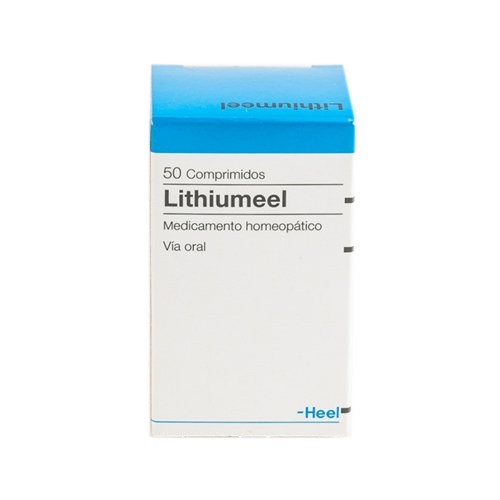 Lithiumeel
50 Comprimidos
Lithiumeel
Medicamento homeopático
Vía oral
-Heel